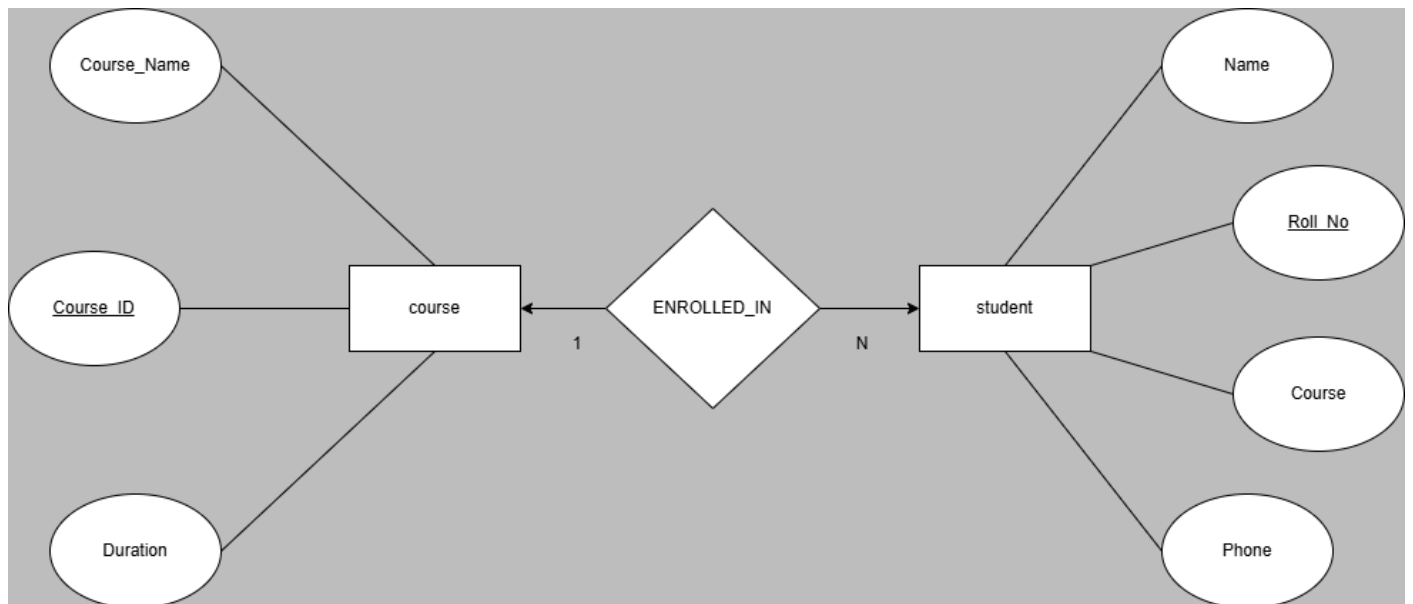 Course_Name
Name
Roll_No
Course_ID
course
ENROLLED_IN
student
1
N
Course
Duration
Phone